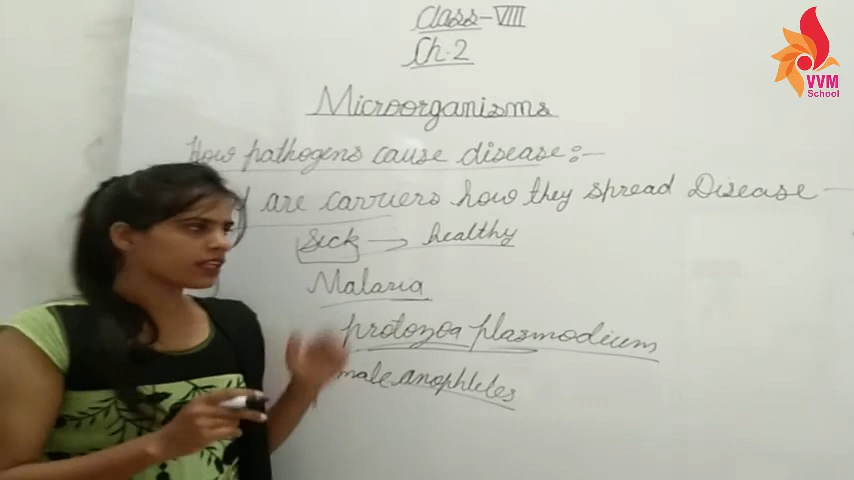 Class-VIII
Ch-2
Microorganisms
How pathogens cause disease:-
are carriers how they spread Disease -
Sick → healthy
Malaria
protozoa plasmodium
male anophleles
VVM
School